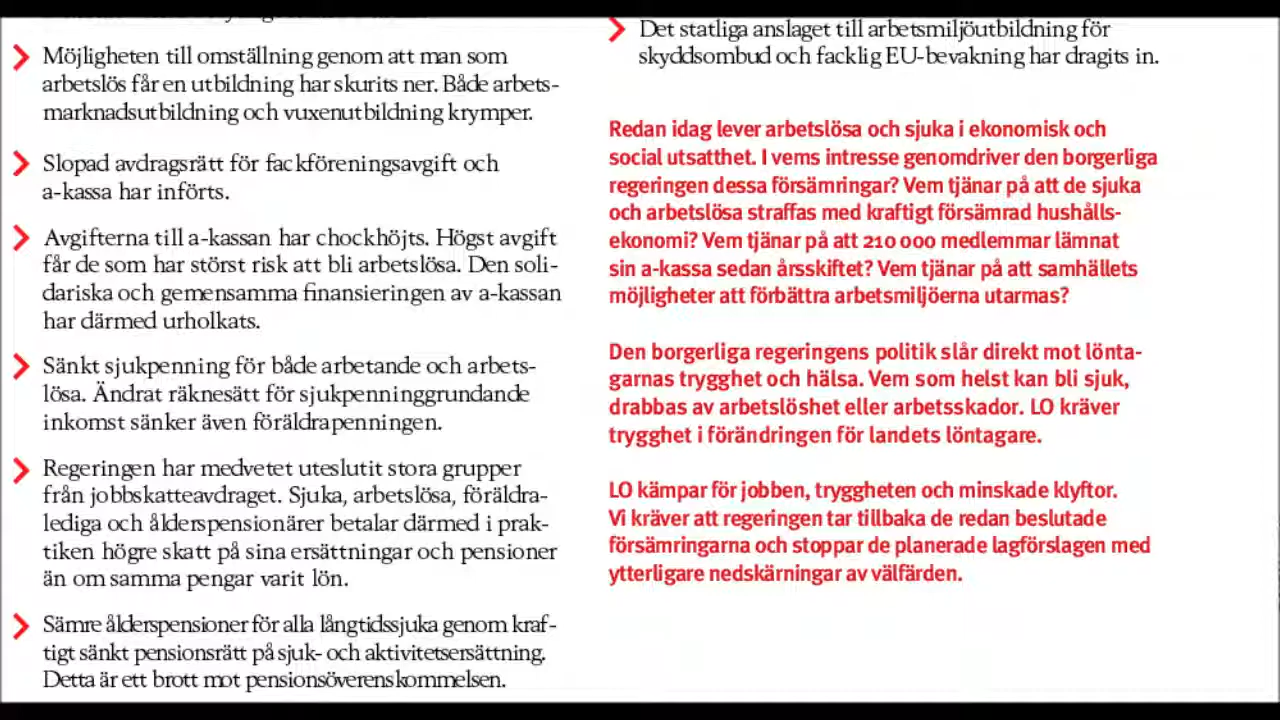 Möjligheten till omställning genom att man som
arbetslös får en utbildning har skurits ner. Både arbets-
marknadsutbildning och vuxenutbildning krymper.
Slopad avdragsrätt för fackföreningsavgift och
a-kassa har införts.
Avgifterna till a-kassan har chockhöjts. Högst avgift
får de som har störst risk att bli arbetslösa. Den soli-
dariska och gemensamma finansieringen av a-kassan
har därmed urholkats.
Sänkt sjukpenning för både arbetande och arbets-
lösa. Ändrat räknesätt för sjukpenninggrundande
inkomst sänker även föräldrapenningen.
Regeringen har medvetet uteslutit stora grupper
från jobbskatteavdraget. Sjuka, arbetslösa, föräldra-
lediga och ålderspensionärer betalar därmed i prak-
tiken högre skatt på sina ersättningar och pensioner
än om samma pengar varit lön.
Sämre ålderspensioner för alla långtidssjuka genom kraf-
tigt sänkt pensionsrätt på sjuk- och aktivitetsersättning.
Detta är ett brott mot pensionsöverenskommelsen.
Det statliga anslaget till arbetsmiljöutbildning för
skyddsombud och facklig EU-bevakning har dragits in.
Redan idag lever arbetslösa och sjuka i ekonomisk och
social utsatthet. I vems intresse genomdriver den borgerliga
regeringen dessa försämringar? Vem tjänar på att de sjuka
och arbetslösa straffas med kraftigt försämrad hushålls-
ekonomi? Vem tjänar på att 210 000 medlemmar lämnat
sin a-kassa sedan årsskiftet? Vem tjänar på att samhällets
möjligheter att förbättra arbetsmiljöerna utarmas?
Den borgerliga regeringens politik slår direkt mot lönta-
garnas trygghet och hälsa. Vem som helst kan bli sjuk,
drabbas av arbetslöshet eller arbetsskador. LO kräver
trygghet i förändringen för landets löntagare.
LO kämpar för jobben, tryggheten och minskade klyftor.
Vi kräver att regeringen tar tillbaka de redan beslutade
försämringarna och stoppar de planerade lagförslagen med
ytterligare nedskärningar av välfärden.